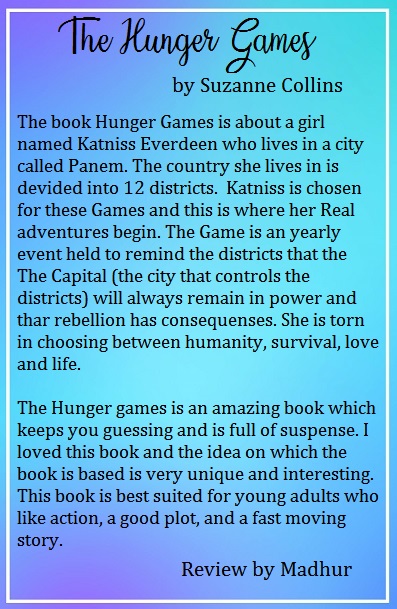 The Hunger Games
by Suzanne Collins
The book Hunger Games is about a girl
named Katniss Everdeen who lives in a city
called Panem. The country she lives in is
devided into 12 districts.  Katniss is chosen
for these Games and this is where her Real
adventures begin. The Game is an yearly
event held to remind the districts that the
The Capital (the city that controls the
districts) will always remain in power and
thar rebellion has consequenses. She is torn
in choosing between humanity, survival, love
and life.
The Hunger games is an amazing book which
keeps you guessing and is full of suspense. I
loved this book and the idea on which the
book is based is very unique and interesting.
This book is best suited for young adults who
like action, a good plot, and a fast moving
story.
Review by Madhur